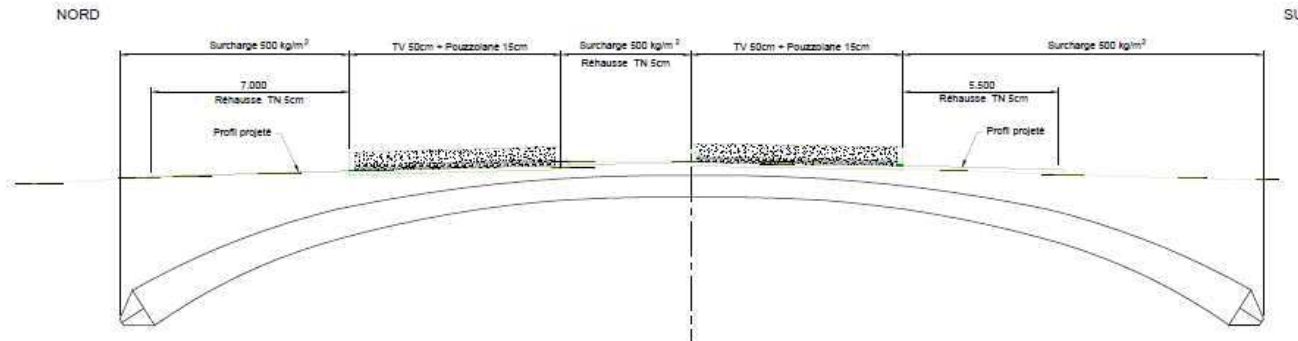 NORD
SU
Surcharge 500 kg/m²
TV 50cm + Pouzzolane 15cm
Surcharge 500 kg/m²
TV 50cm + Pouzzolane 15cm
Surcharge 500 kg/m²
Réhausse TN 5cm
7.000
Réhausse TN 5cm
5.500
Réhausse TN 5cm
Profil projeté
Profil projeté